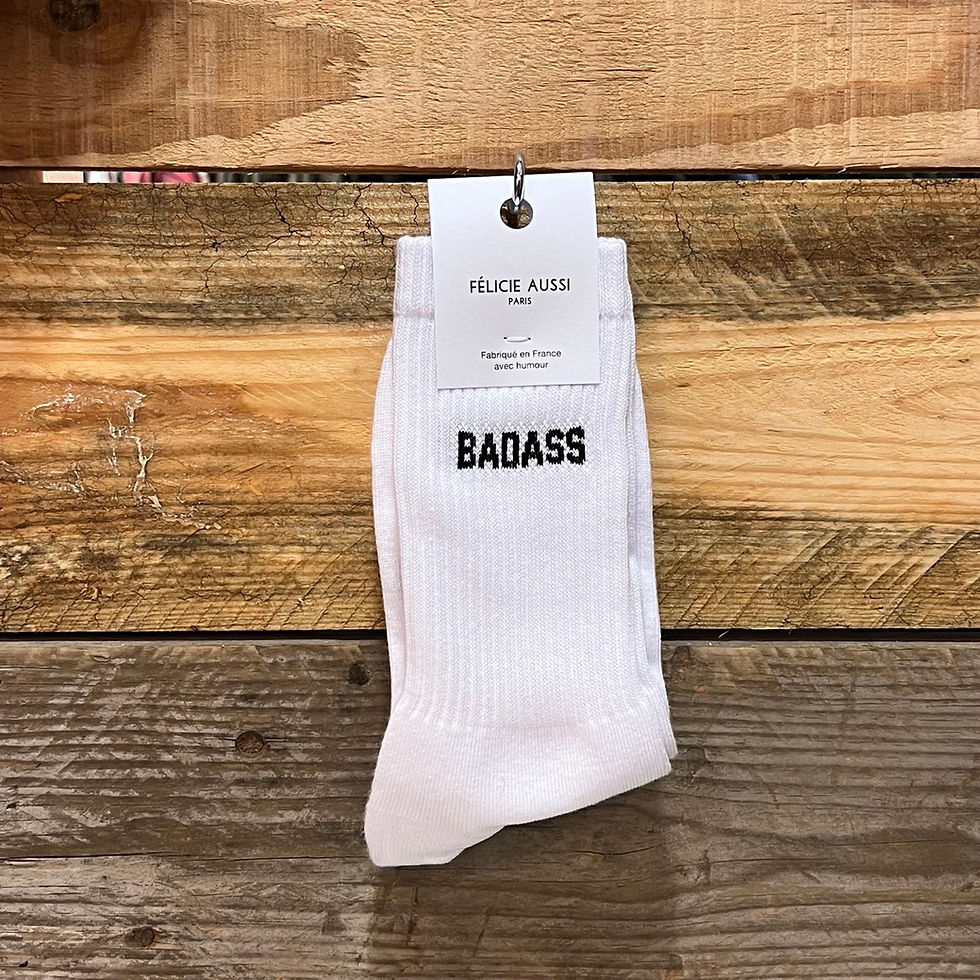 FÉLICIE AUSSI
PARIS
Fabriqué en France
avec humour
BADASS